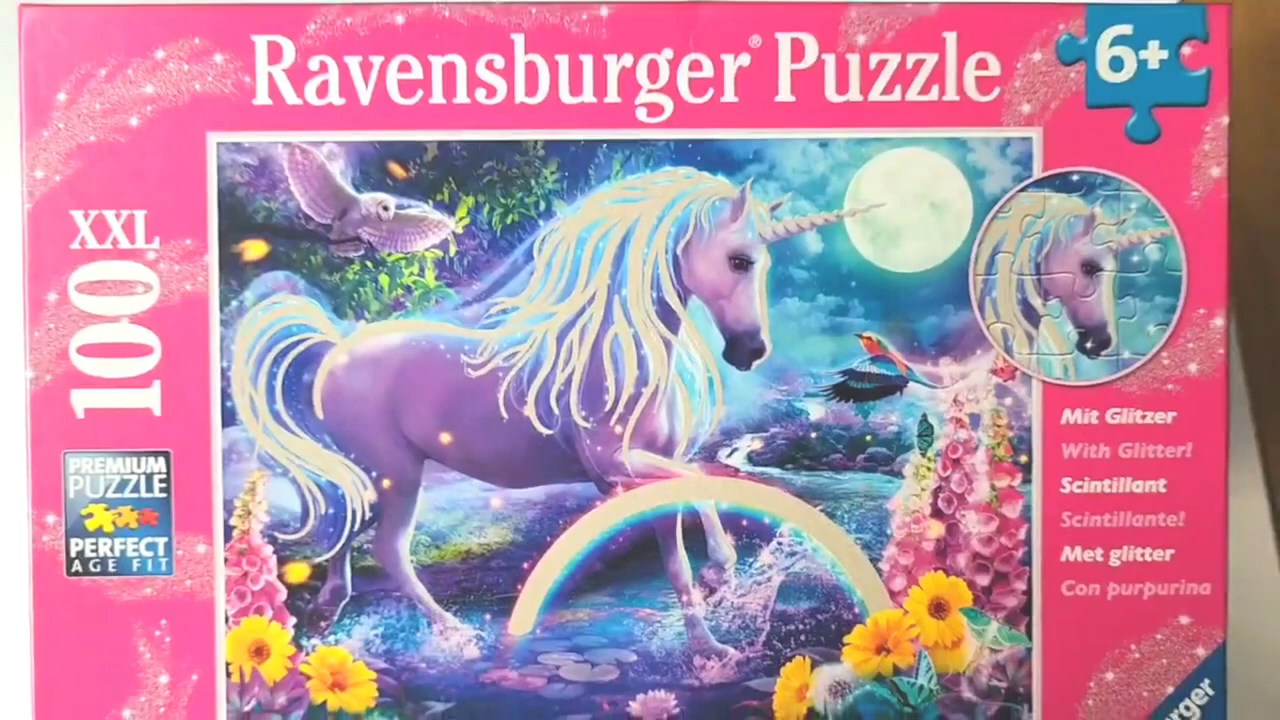 Ravensburger® Puzzle
6+
XXL
100
PREMIUM
PUZZLE
PERFECT
AGE FIT
Mit Glitzer
With Glitter!
Scintillant
Scintillante!
Met glitter
Con purpurina